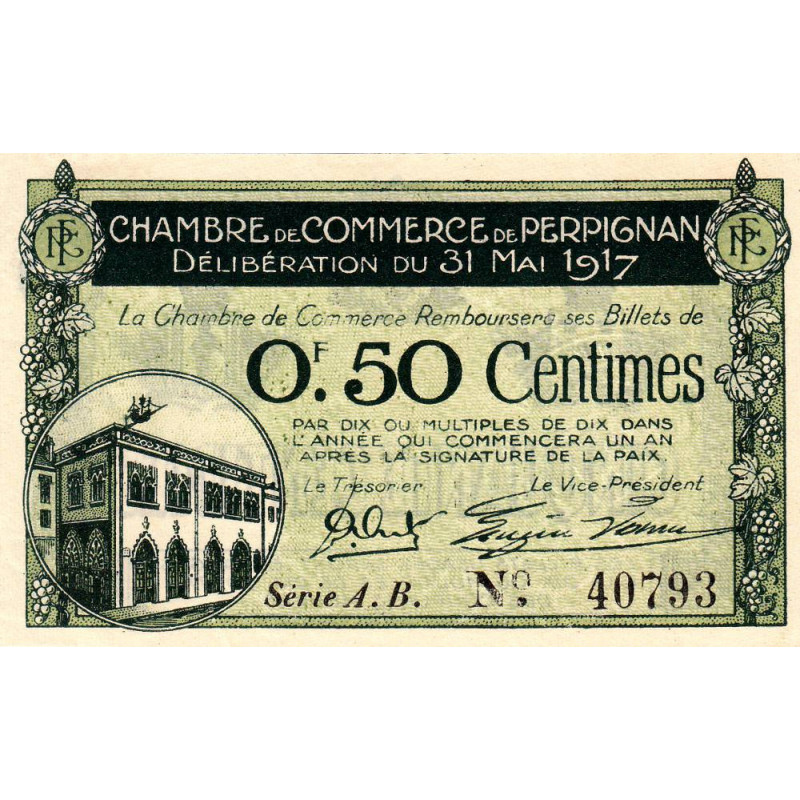 CHAMBRE DE COMMERCE DE PERPIGNAN
DÉLIBÉRATION DU 31 MAI 1917
La Chambre de Commerce Remboursera ses Billets de
0F. 50 Centimes
PAR DIX OU MULTIPLES DE DIX DANS
L'ANNÉE QUI COMMENCERA UN AN
APRÈS LA SIGNATURE DE LA PAIX.
Le Trésorier Le Vice-Président
Série A.B. No. 40793